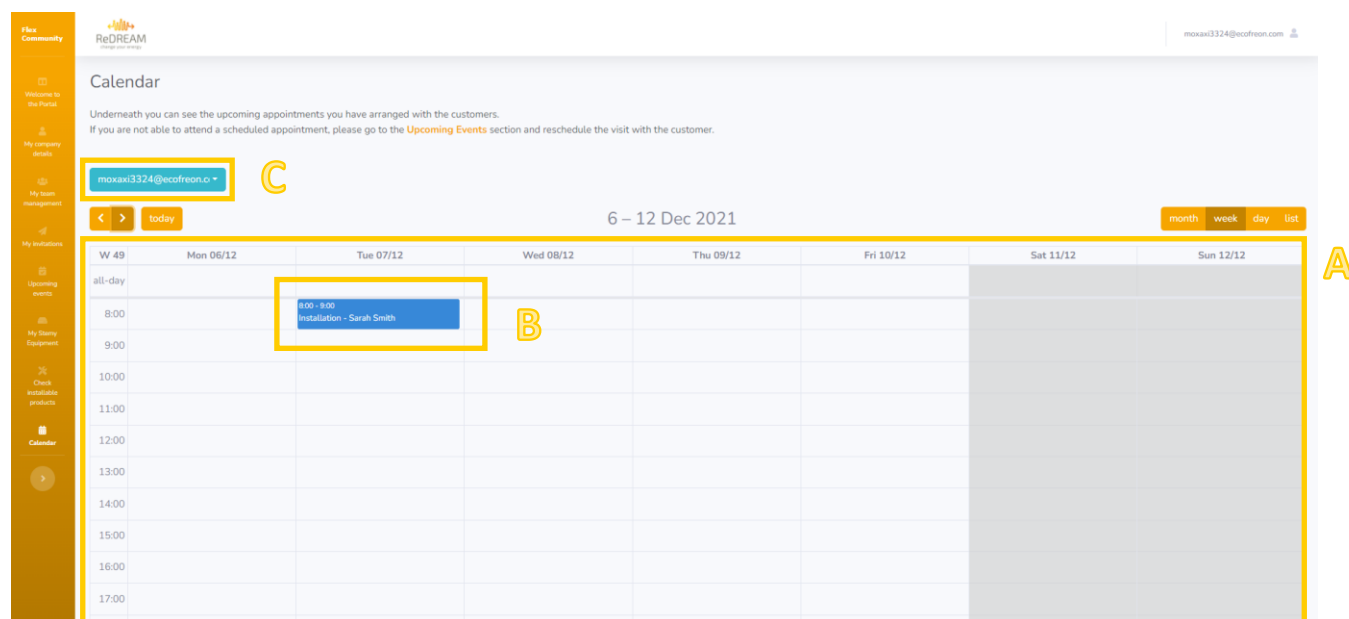 Flex
Community
ReDREAM
change your energy
moxaxi3324@ecofreon.com
Welcome to
the Portal
My company
details
My team
management
My Invitations
Upcoming
events
My Stemy
Equipment
Check
installable
products
Calendar
Calendar
Underneath you can see the upcoming appointments you have arranged with the customers.
If you are not able to attend a scheduled appointment, please go to the Upcoming Events section and reschedule the visit with the customer.
moxaxi3324@ecofreon.c
C
today
6 – 12 Dec 2021
month week day list
W 49 Mon 06/12 Tue 07/12 Wed 08/12 Thu 09/12 Fri 10/12 Sat 11/12 Sun 12/12
A
all-day
8:00
8:00 - 9:00
Installation - Sarah Smith
B
9:00
10:00
11:00
12:00
13:00
14:00
15:00
16:00
17:00